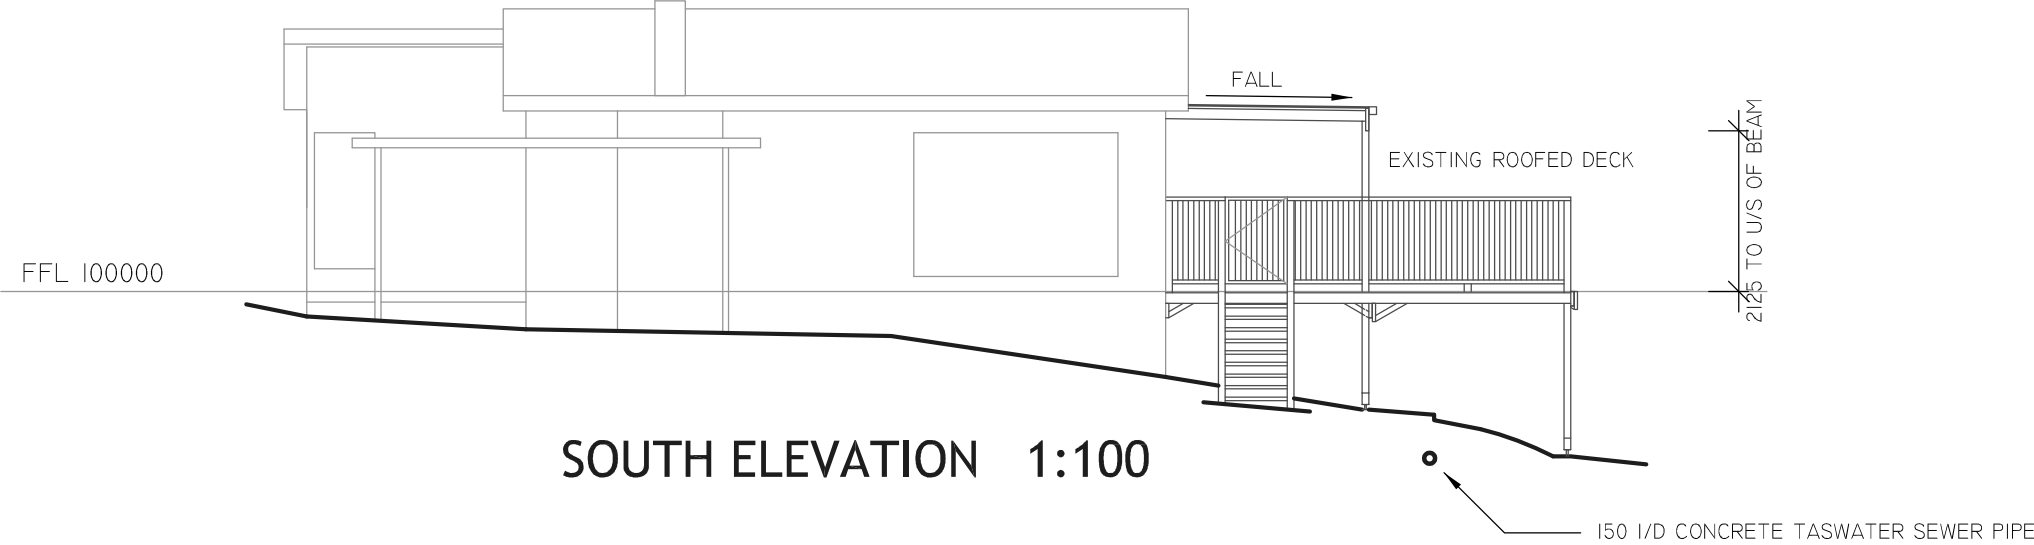 FALL
EXISTING ROOFED DECK
2125 TO U/S OF BEAM
FFL 100000
SOUTH ELEVATION 1:100
150 I/D CONCRETE TASWATER SEWER PIPE